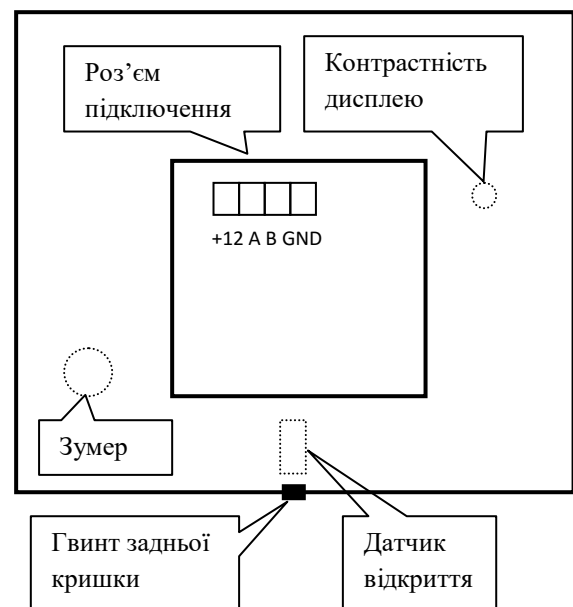 Роз’єм
підключення
Контрастність
дисплею
+12 A B GND
Зумер
Гвинт задньої
кришки
Датчик
відкриття